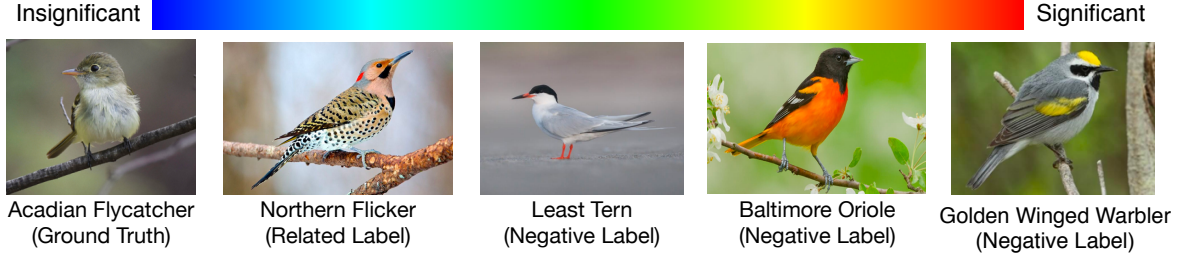 Insignificant
Significant
Acadian Flycatcher
(Ground Truth)
Northern Flicker
(Related Label)
Least Tern
(Negative Label)
Baltimore Oriole
(Negative Label)
Golden Winged Warbler
(Negative Label)